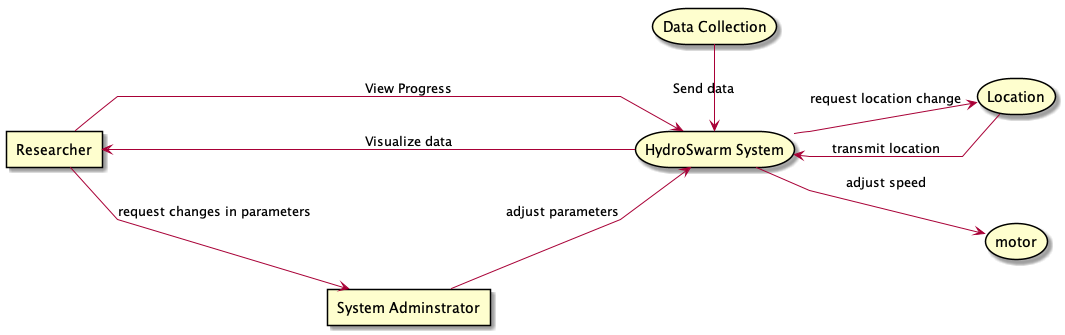 Data Collection
View Progress
Send data
request location change
Location
Researcher
Visualize data
HydroSwarm System
transmit location
adjust speed
request changes in parameters
adjust parameters
motor
System Adminstrator